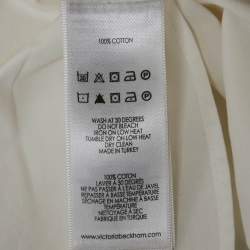 100% COTTON
WASH AT 30 DEGREES
DO NOT BLEACH
IRON ON LOW HEAT
TUMBLE DRY ON LOW HEAT
DRY CLEAN
MADE IN TURKEY
100% COTTON
LAVER A 30 DEGRES
NE PAS PASSER A L'EAU DE JAVEL
REPASSER A BASSE TEMPERATURE
SECHAGE EN MACHINE A BASSE
TEMPERATURE
NETTOYAGE A SEC
FABRIQUE EN TURQUIE
www.victoriabeckham.com